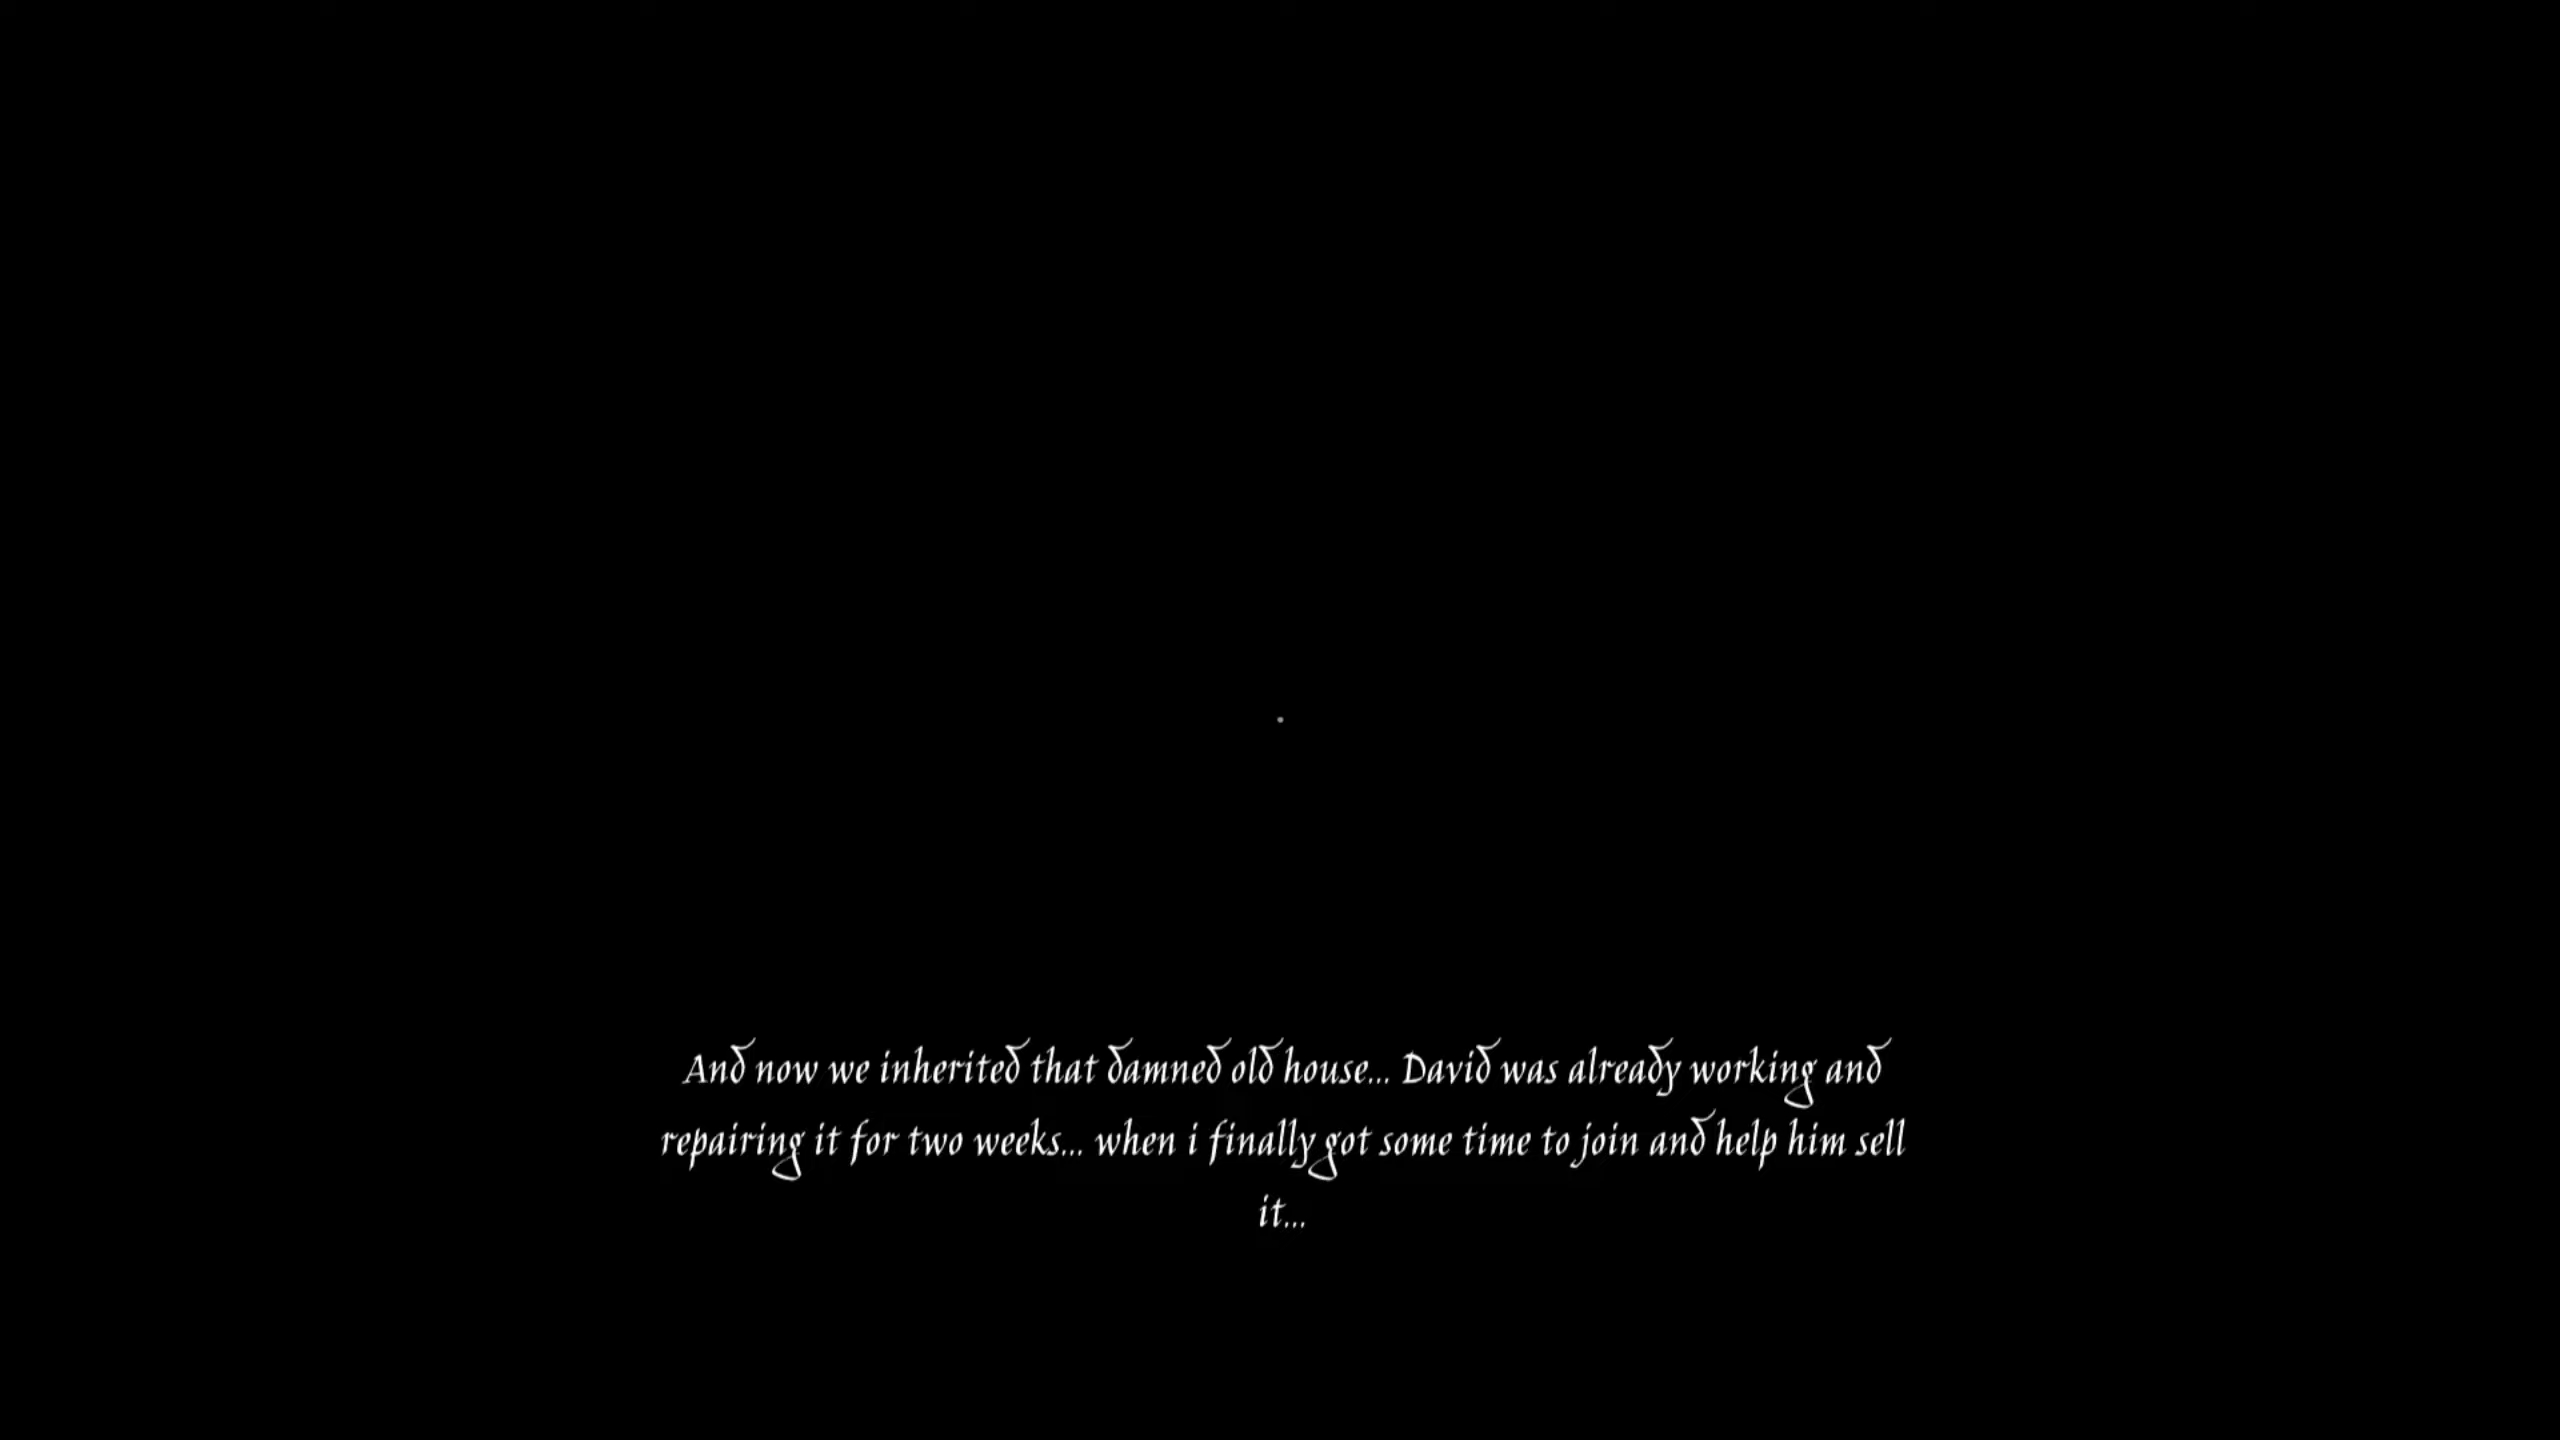 And now we inherited that damned old house... David was already working and
repairing it for two weeks... when i finally got some time to join and help him sell
it...